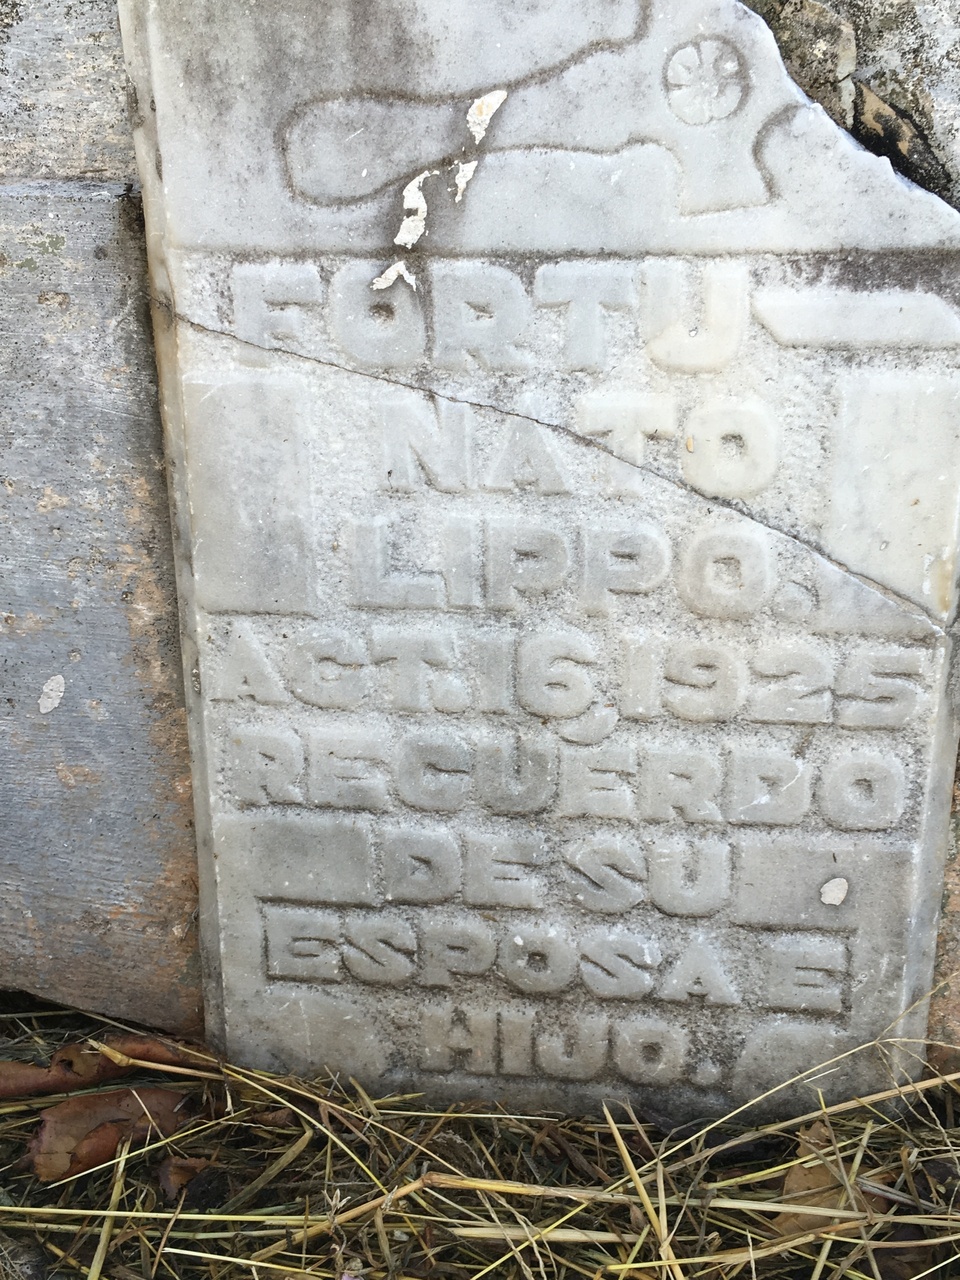 FORTU
NATO
LIPPO.
AGT. 16, 1925
RECUERDO
DE SU
ESPOSA E
HIJO.